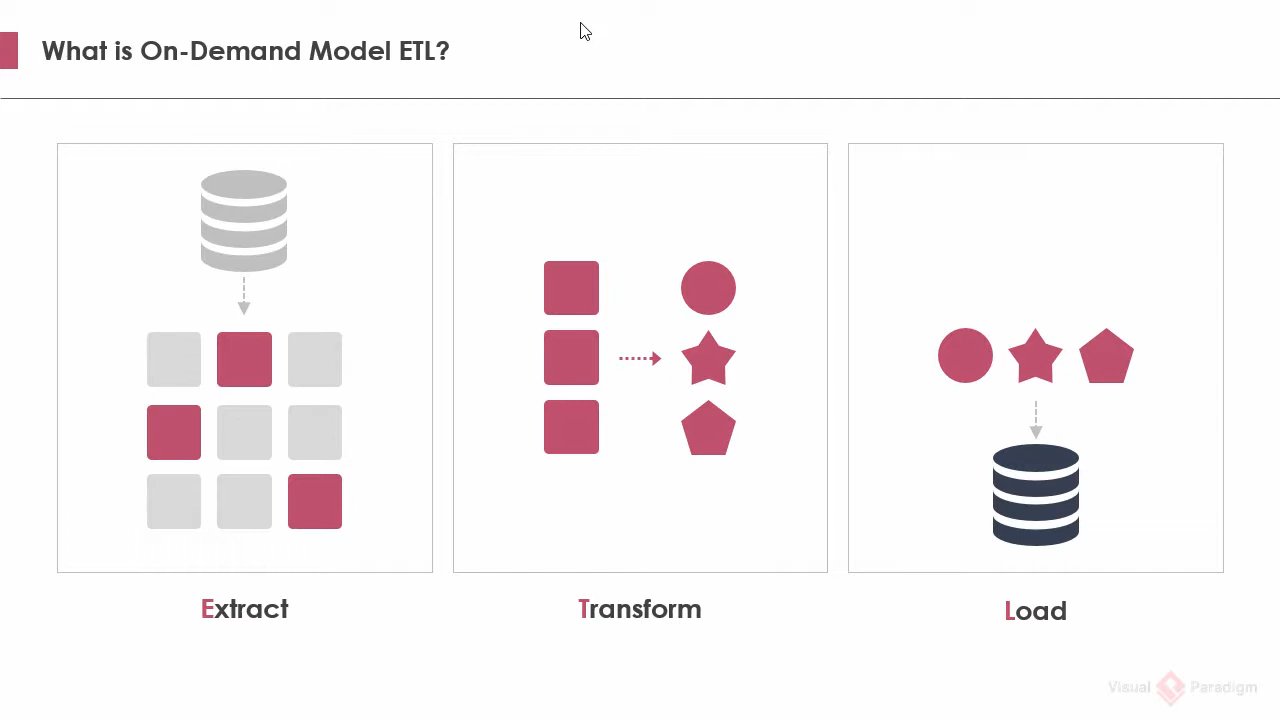 What is On-Demand Model ETL?
Extract
Transform
Load
Visual Paradigm